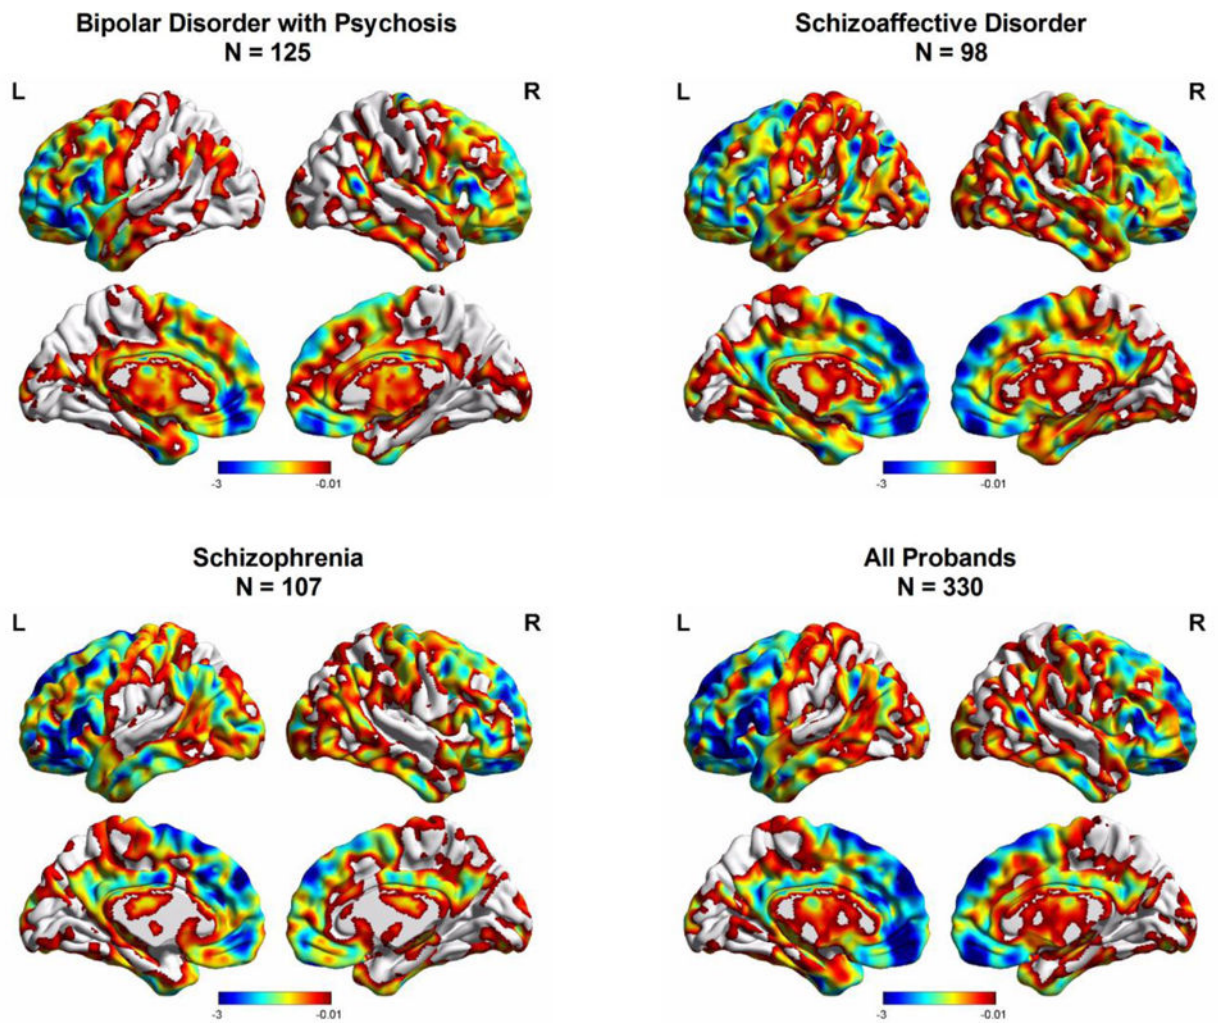 Bipolar Disorder with Psychosis
N = 125
L
R
-3
-0.01
Schizoaffective Disorder
N = 98
L
R
-3
-0.01
Schizophrenia
N = 107
L
R
-3
-0.01
All Probands
N = 330
L
R
-3
-0.01